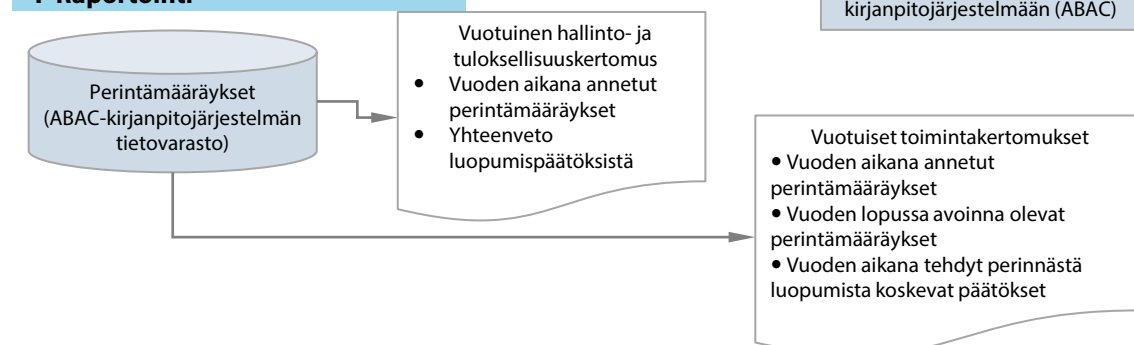 kirjanpitojärjestelmään (ABAC)
Perintämääräykset
(ABAC-kirjanpitojärjestelmän
tietovarasto)
Vuotuinen hallinto- ja
tuloksellisuuskertomus
• Vuoden aikana annetut
perintämääräykset
• Yhteenveto
luopumispäätöksistä
Vuotuiset toimintakertomukset
• Vuoden aikana annetut
perintämääräykset
• Vuoden lopussa avoinna olevat
perintämääräykset
• Vuoden aikana tehdyt perinnästä
luopumista koskevat päätökset